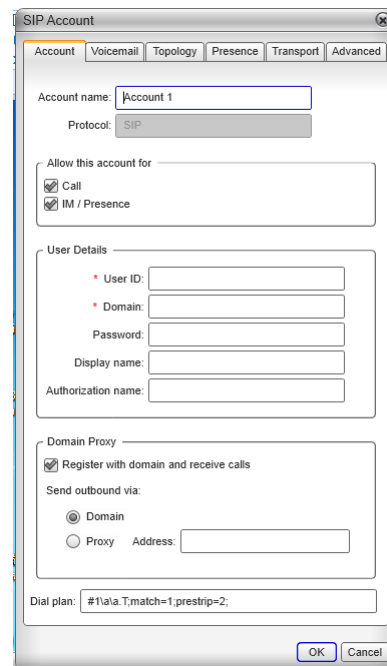 SIP Account
Account Voicemail Topology Presence Transport Advanced
Account name: Account 1
Protocol: SIP
Allow this account for
Call
IM / Presence
User Details
* User ID:
* Domain:
Password:
Display name:
Authorization name:
Domain Proxy
Register with domain and receive calls
Send outbound via:
Domain
Proxy Address:
Dial plan: #1\a\a.T;match=1;prestrip=2;
OK Cancel